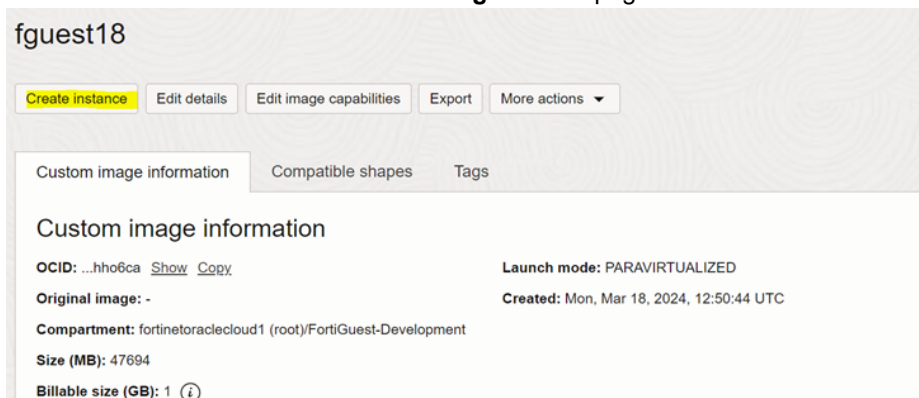 fguest18
Create instance Edit details Edit image capabilities Export More actions
Custom image information Compatible shapes Tags
Custom image information
OCID: ...hho6ca Show Copy
Launch mode: PARAVIRTUALIZED
Original image: -
Created: Mon, Mar 18, 2024, 12:50:44 UTC
Compartment: fortinetoraclecloud1 (root)/FortiGuest-Development
Size (MB): 47694
Billable size (GB): 1